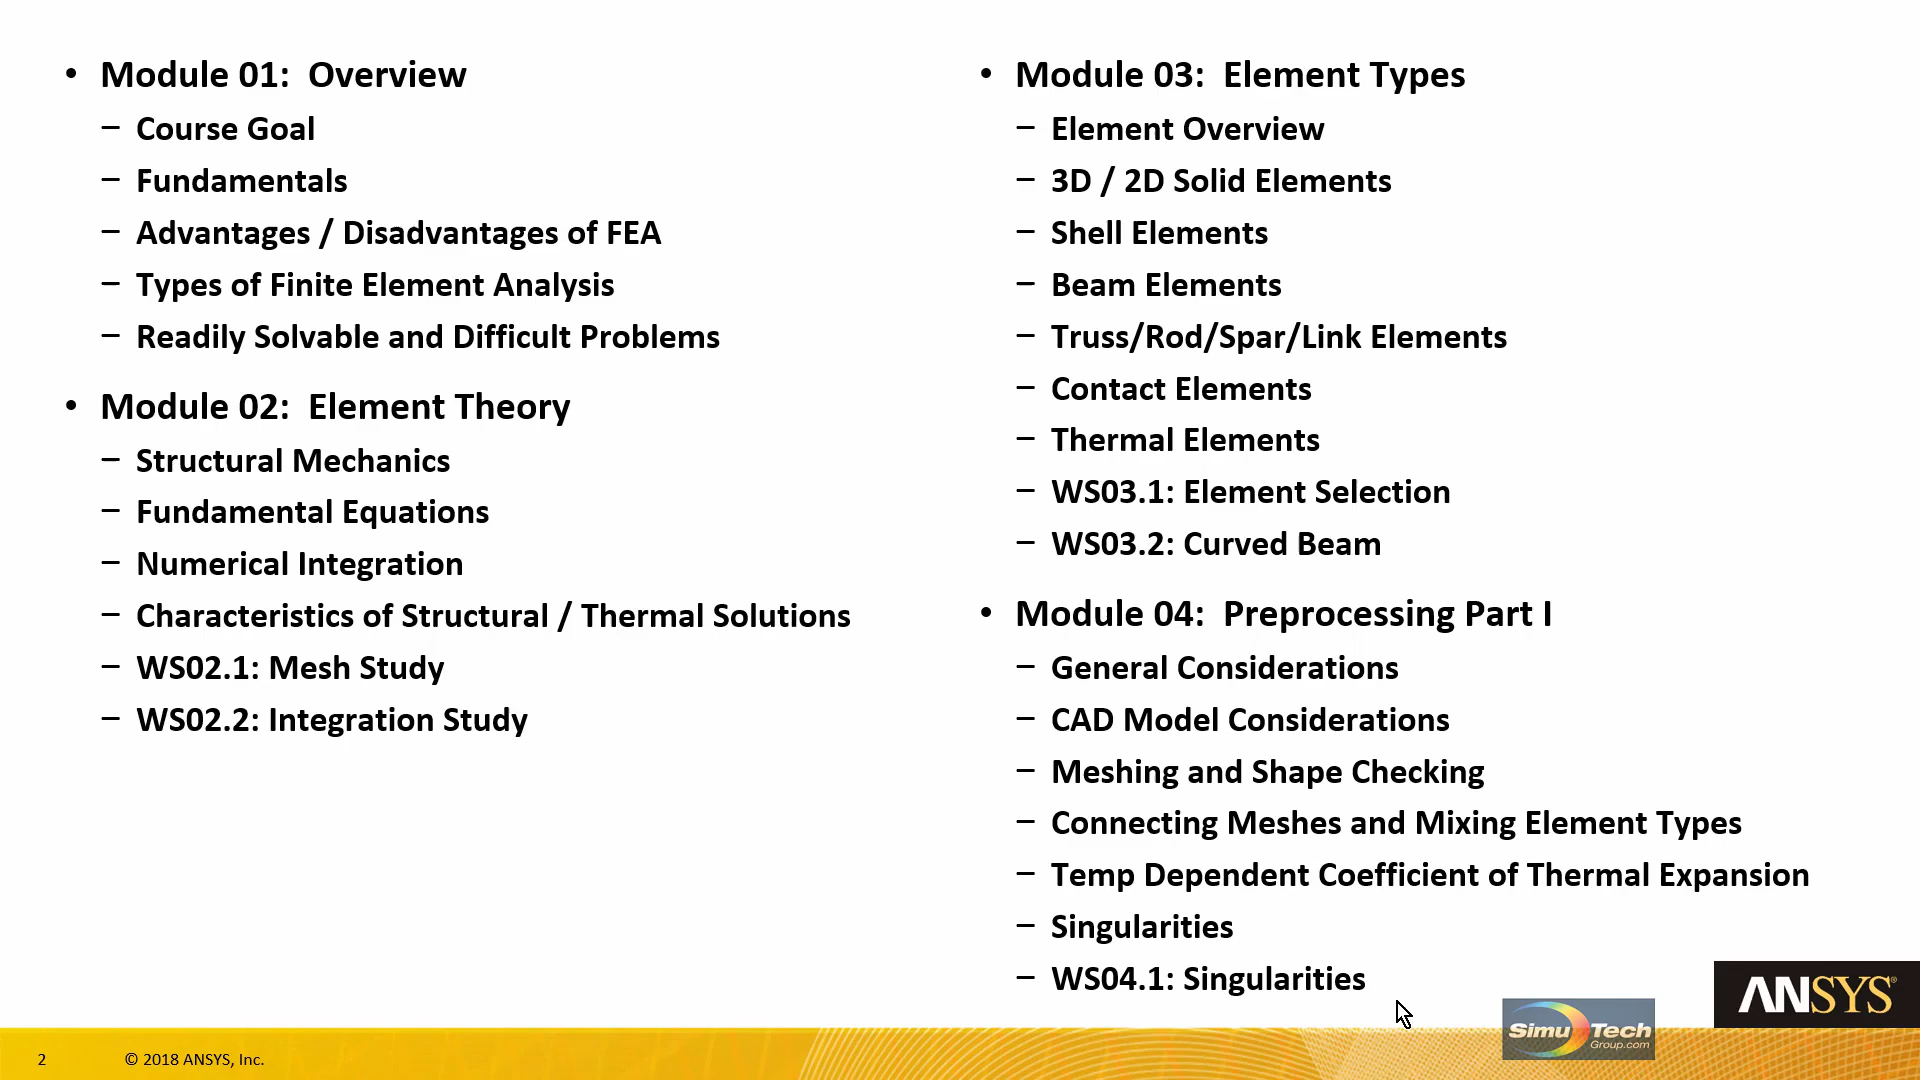 • Module 01:  Overview
– Course Goal
– Fundamentals
– Advantages / Disadvantages of FEA
– Types of Finite Element Analysis
– Readily Solvable and Difficult Problems
• Module 02:  Element Theory
– Structural Mechanics
– Fundamental Equations
– Numerical Integration
– Characteristics of Structural / Thermal Solutions
– WS02.1: Mesh Study
– WS02.2: Integration Study
• Module 03:  Element Types
– Element Overview
– 3D / 2D Solid Elements
– Shell Elements
– Beam Elements
– Truss/Rod/Spar/Link Elements
– Contact Elements
– Thermal Elements
– WS03.1: Element Selection
– WS03.2: Curved Beam
• Module 04:  Preprocessing Part I
– General Considerations
– CAD Model Considerations
– Meshing and Shape Checking
– Connecting Meshes and Mixing Element Types
– Temp Dependent Coefficient of Thermal Expansion
– Singularities
– WS04.1: Singularities
ANSYS®
SimuTech
Group.com
2
© 2018 ANSYS, Inc.